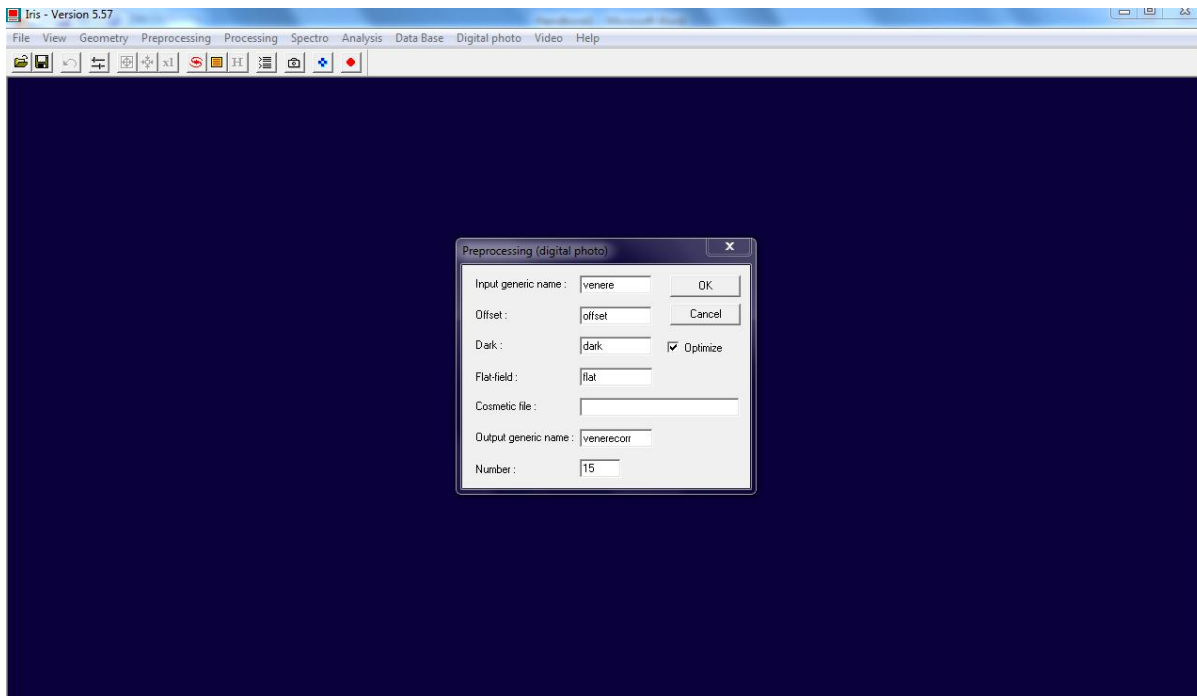 Iris - Version 5.57
File View Geometry Preprocessing Processing Spectro Analysis Data Base Digital photo Video Help
x1 H
Preprocessing (digital photo)
Input generic name : venere OK
Offset : offset Cancel
Dark : dark Optimize
Flat-field : flat
Cosmetic file :
Output generic name : venerecorr
Number : 15